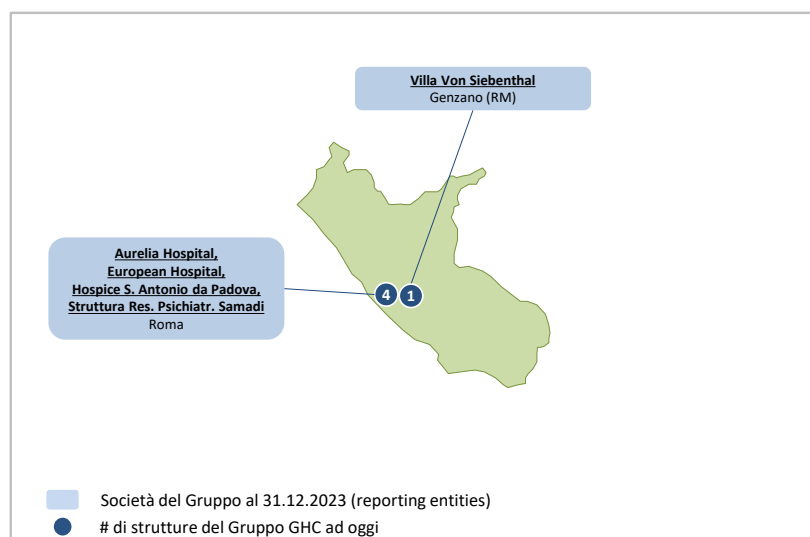 Villa Von Siebenthal
Genzano (RM)
Aurelia Hospital,
European Hospital,
Hospice S. Antonio da Padova,
Struttura Res. Psichiatr. Samadi
Roma
4
1
Società del Gruppo al 31.12.2023 (reporting entities)
# di strutture del Gruppo GHC ad oggi